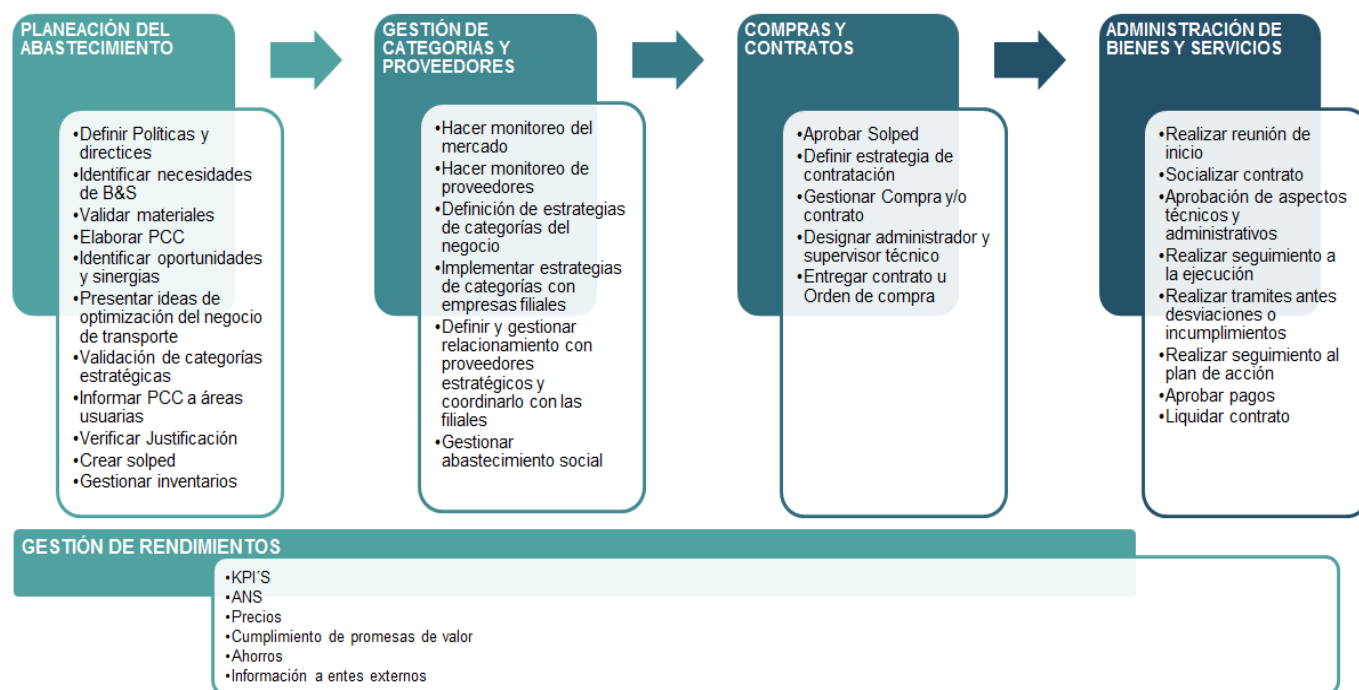 PLANEACIÓN DEL
ABASTECIMIENTO
•Definir Políticas y
directices
•Identificar necesidades
de B&S
•Validar materiales
•Elaborar PCC
•Identificar oportunidades
y sinergias
•Presentar ideas de
optimización del negocio
de transporte
•Validación de categorías
estratégicas
•Informar PCC a áreas
usuarias
•Verificar Justificación
•Crear solped
•Gestionar inventarios
GESTIÓN DE
CATEGORIAS Y
PROVEEDORES
•Hacer monitoreo del
mercado
•Hacer monitoreo de
proveedores
•Definición de estrategias
de categorías del
negocio
•Implementar estrategias
de categorías con
empresas filiales
•Definir y gestionar
relacionamiento con
proveedores
estratégicos y
coordinarlo con las
filiales
•Gestionar
abastecimiento social
COMPRAS Y
CONTRATOS
•Aprobar Solped
•Definir estrategia de
contratación
•Gestionar Compra y/o
contrato
•Designar administrador y
supervisor técnico
•Entregar contrato u
Orden de compra
ADMINISTRACIÓN DE
BIENES Y SERVICIOS
•Realizar reunión de
inicio
•Socializar contrato
•Aprobación de aspectos
técnicos y
administrativos
•Realizar seguimiento a
la ejecución
•Realizar tramites antes
desviaciones o
incumplimientos
•Realizar seguimiento al
plan de acción
•Aprobar pagos
•Liquidar contrato
GESTIÓN DE RENDIMIENTOS
•KPI´S
•ANS
•Precios
•Cumplimiento de promesas de valor
•Ahorros
•Información a entes externos